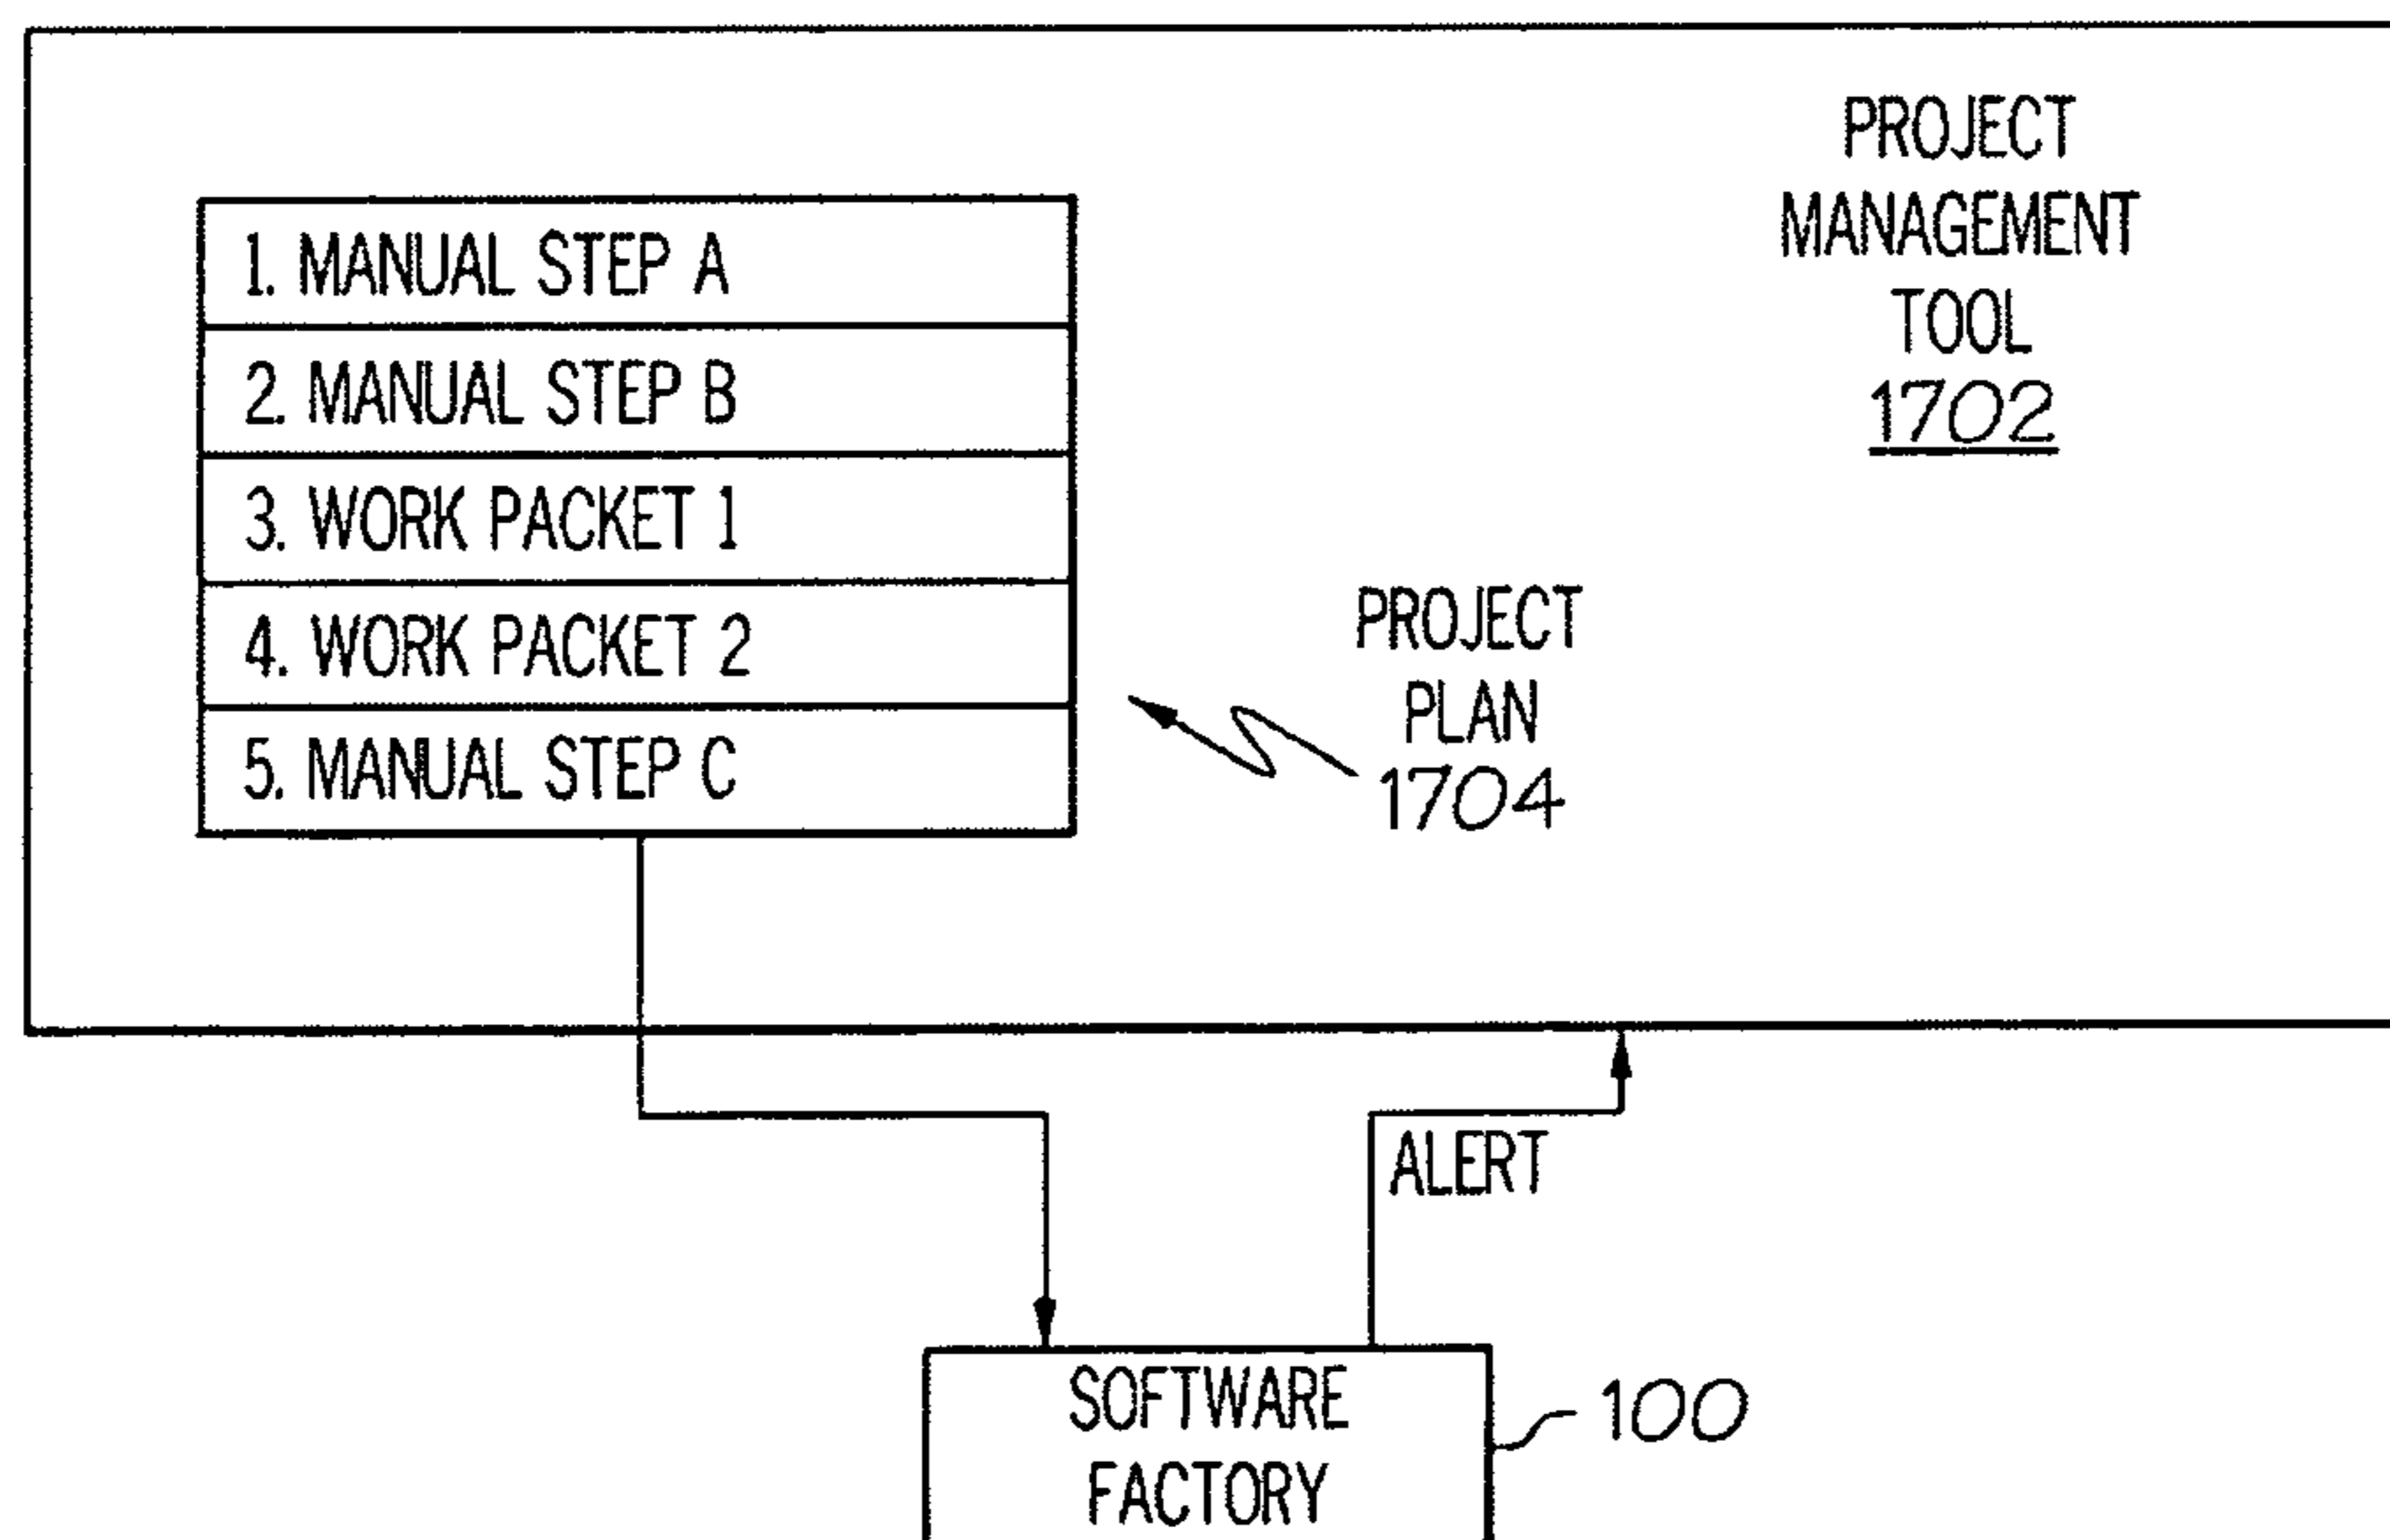 PROJECT
MANAGEMENT
TOOL
1702
1. MANUAL STEP A
2. MANUAL STEP B
3. WORK PACKET 1
4. WORK PACKET 2
5. MANUAL STEP C
PROJECT
PLAN
1704
ALERT
SOFTWARE
FACTORY
100